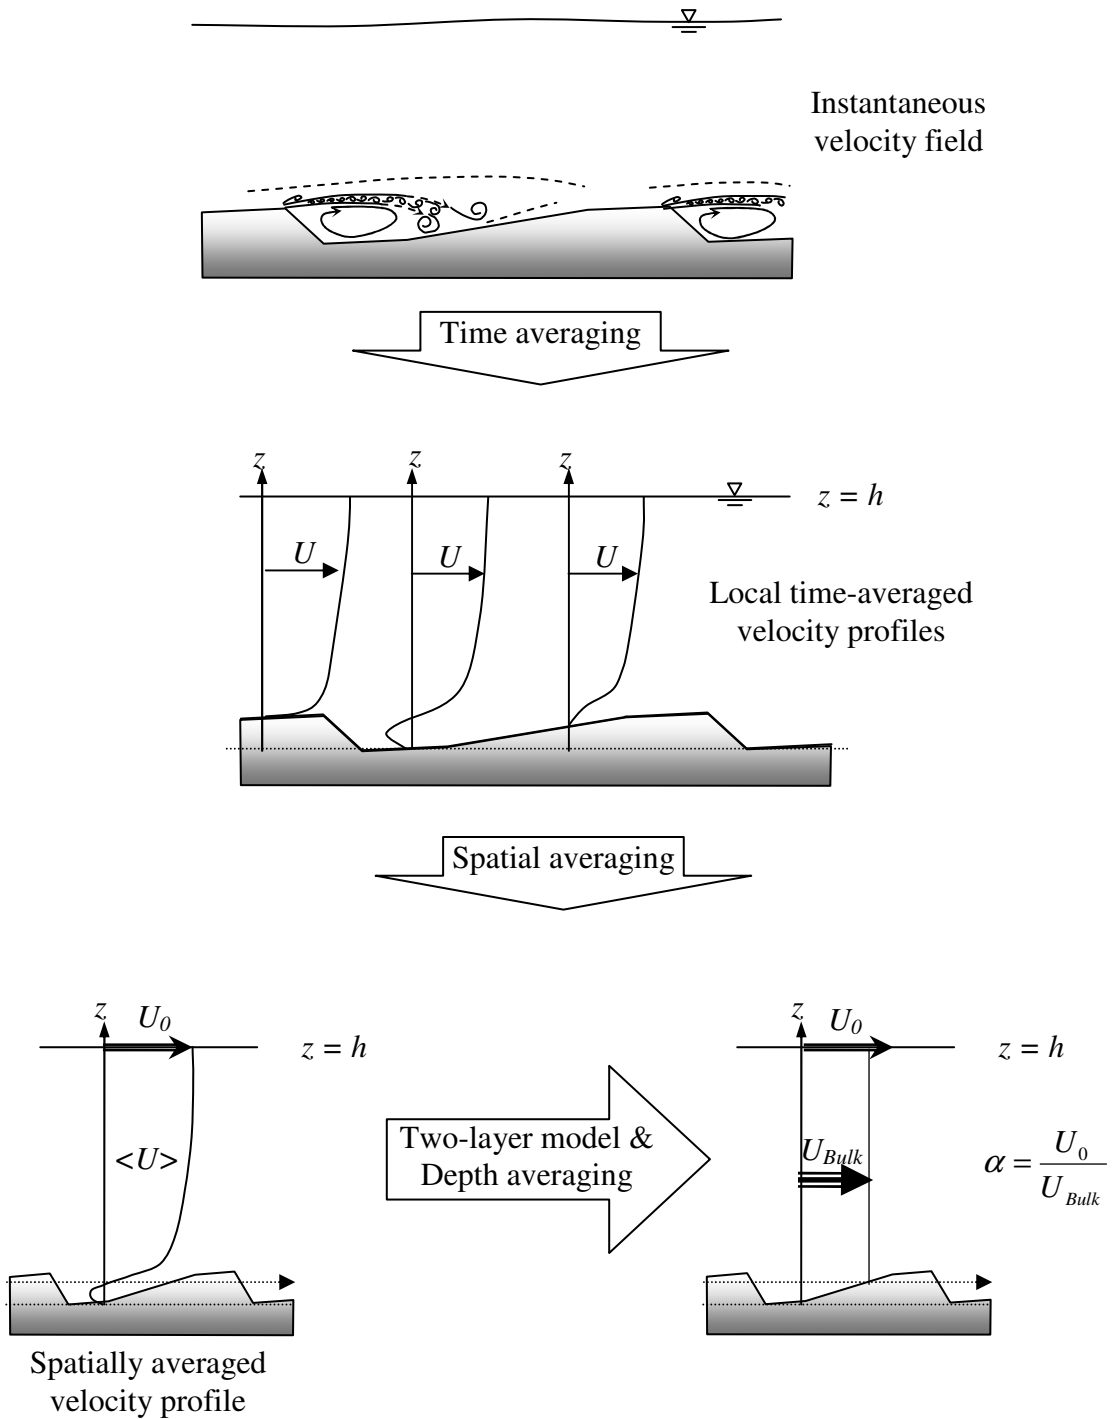 Instantaneous
velocity field
Time averaging
z z z
z = h
U U U
Local time-averaged
velocity profiles
Spatial averaging
z U0 z = h
<U>
Spatially averaged
velocity profile
Two-layer model &
Depth averaging
z U0 z = h
UBulk
α = U0 / UBulk